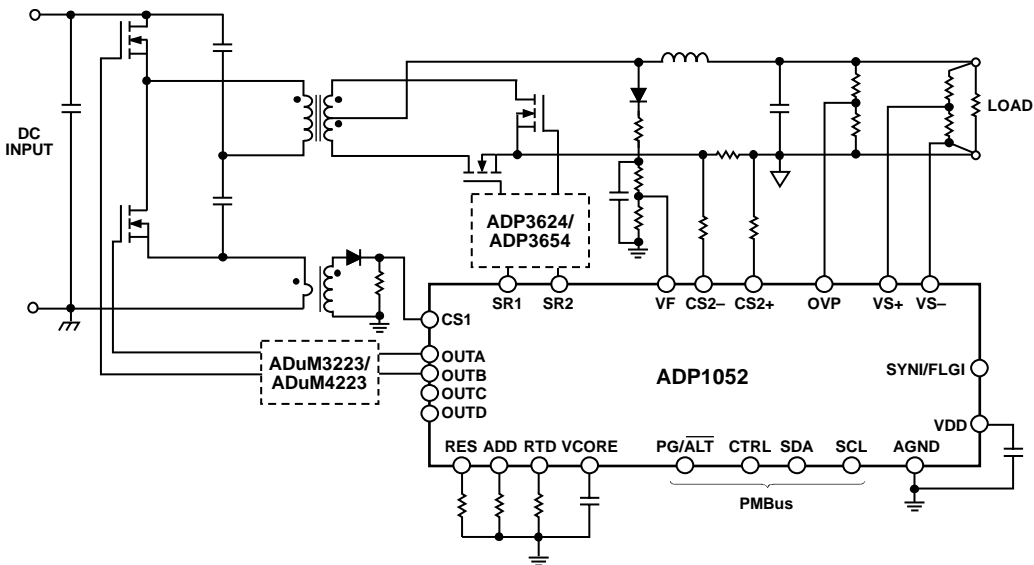 DC
INPUT
LOAD
ADP3624/
ADP3654
SR1 SR2 VF CS2– CS2+ OVP VS+ VS–
CS1
ADuM3223/
ADuM4223
OUTA
OUTB
OUTC
OUTD
ADP1052
SYNI/FLGI
VDD
RES ADD RTD VCORE PG/ALT CTRL SDA SCL AGND
PMBus